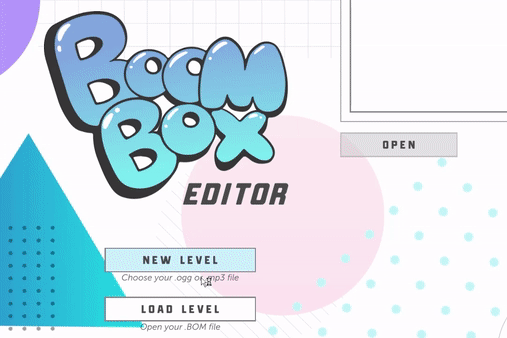 BOOM
BOX
EDITOR
OPEN
NEW LEVEL
Choose your .ogg or .mp3 file
LOAD LEVEL
Open your .BOM file